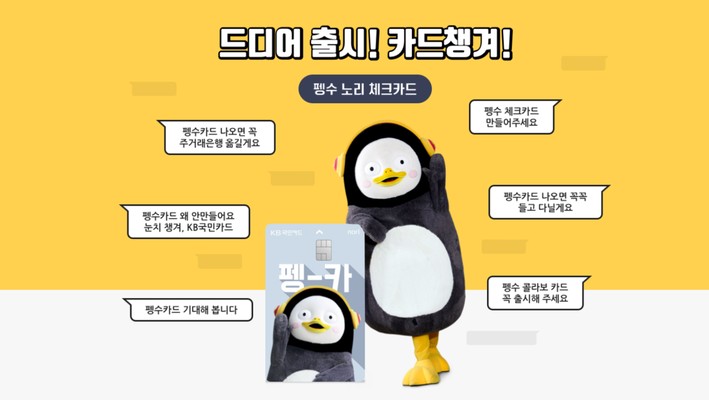 드디어 출시! 카드챙겨!
펭수 노리 체크카드
펭수 체크카드
만들어주세요
펭수카드 나오면 꼭
주거래은행 옮길게요
펭수카드 나오면 꼭꼭
들고 다닐게요
펭수카드 왜 안만들어요
눈치 챙겨, KB국민카드
KB국민카드
펭-카
펭수 콜라보 카드
꼭 출시해 주세요
펭수카드 기대해 봅니다